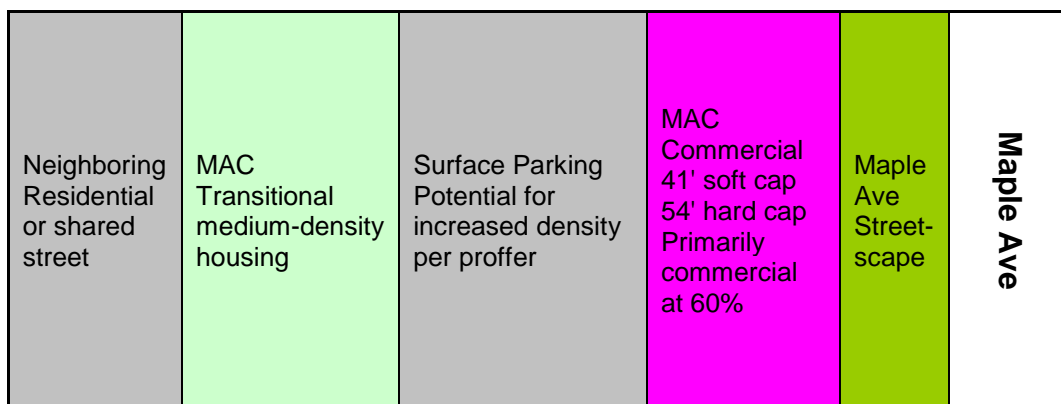 Neighboring
Residential
or shared
street
MAC
Transitional
medium-density
housing
Surface Parking
Potential for
increased density
per proffer
MAC
Commercial
41' soft cap
54' hard cap
Primarily
commercial
at 60%
Maple
Ave
Street-
scape
Maple Ave